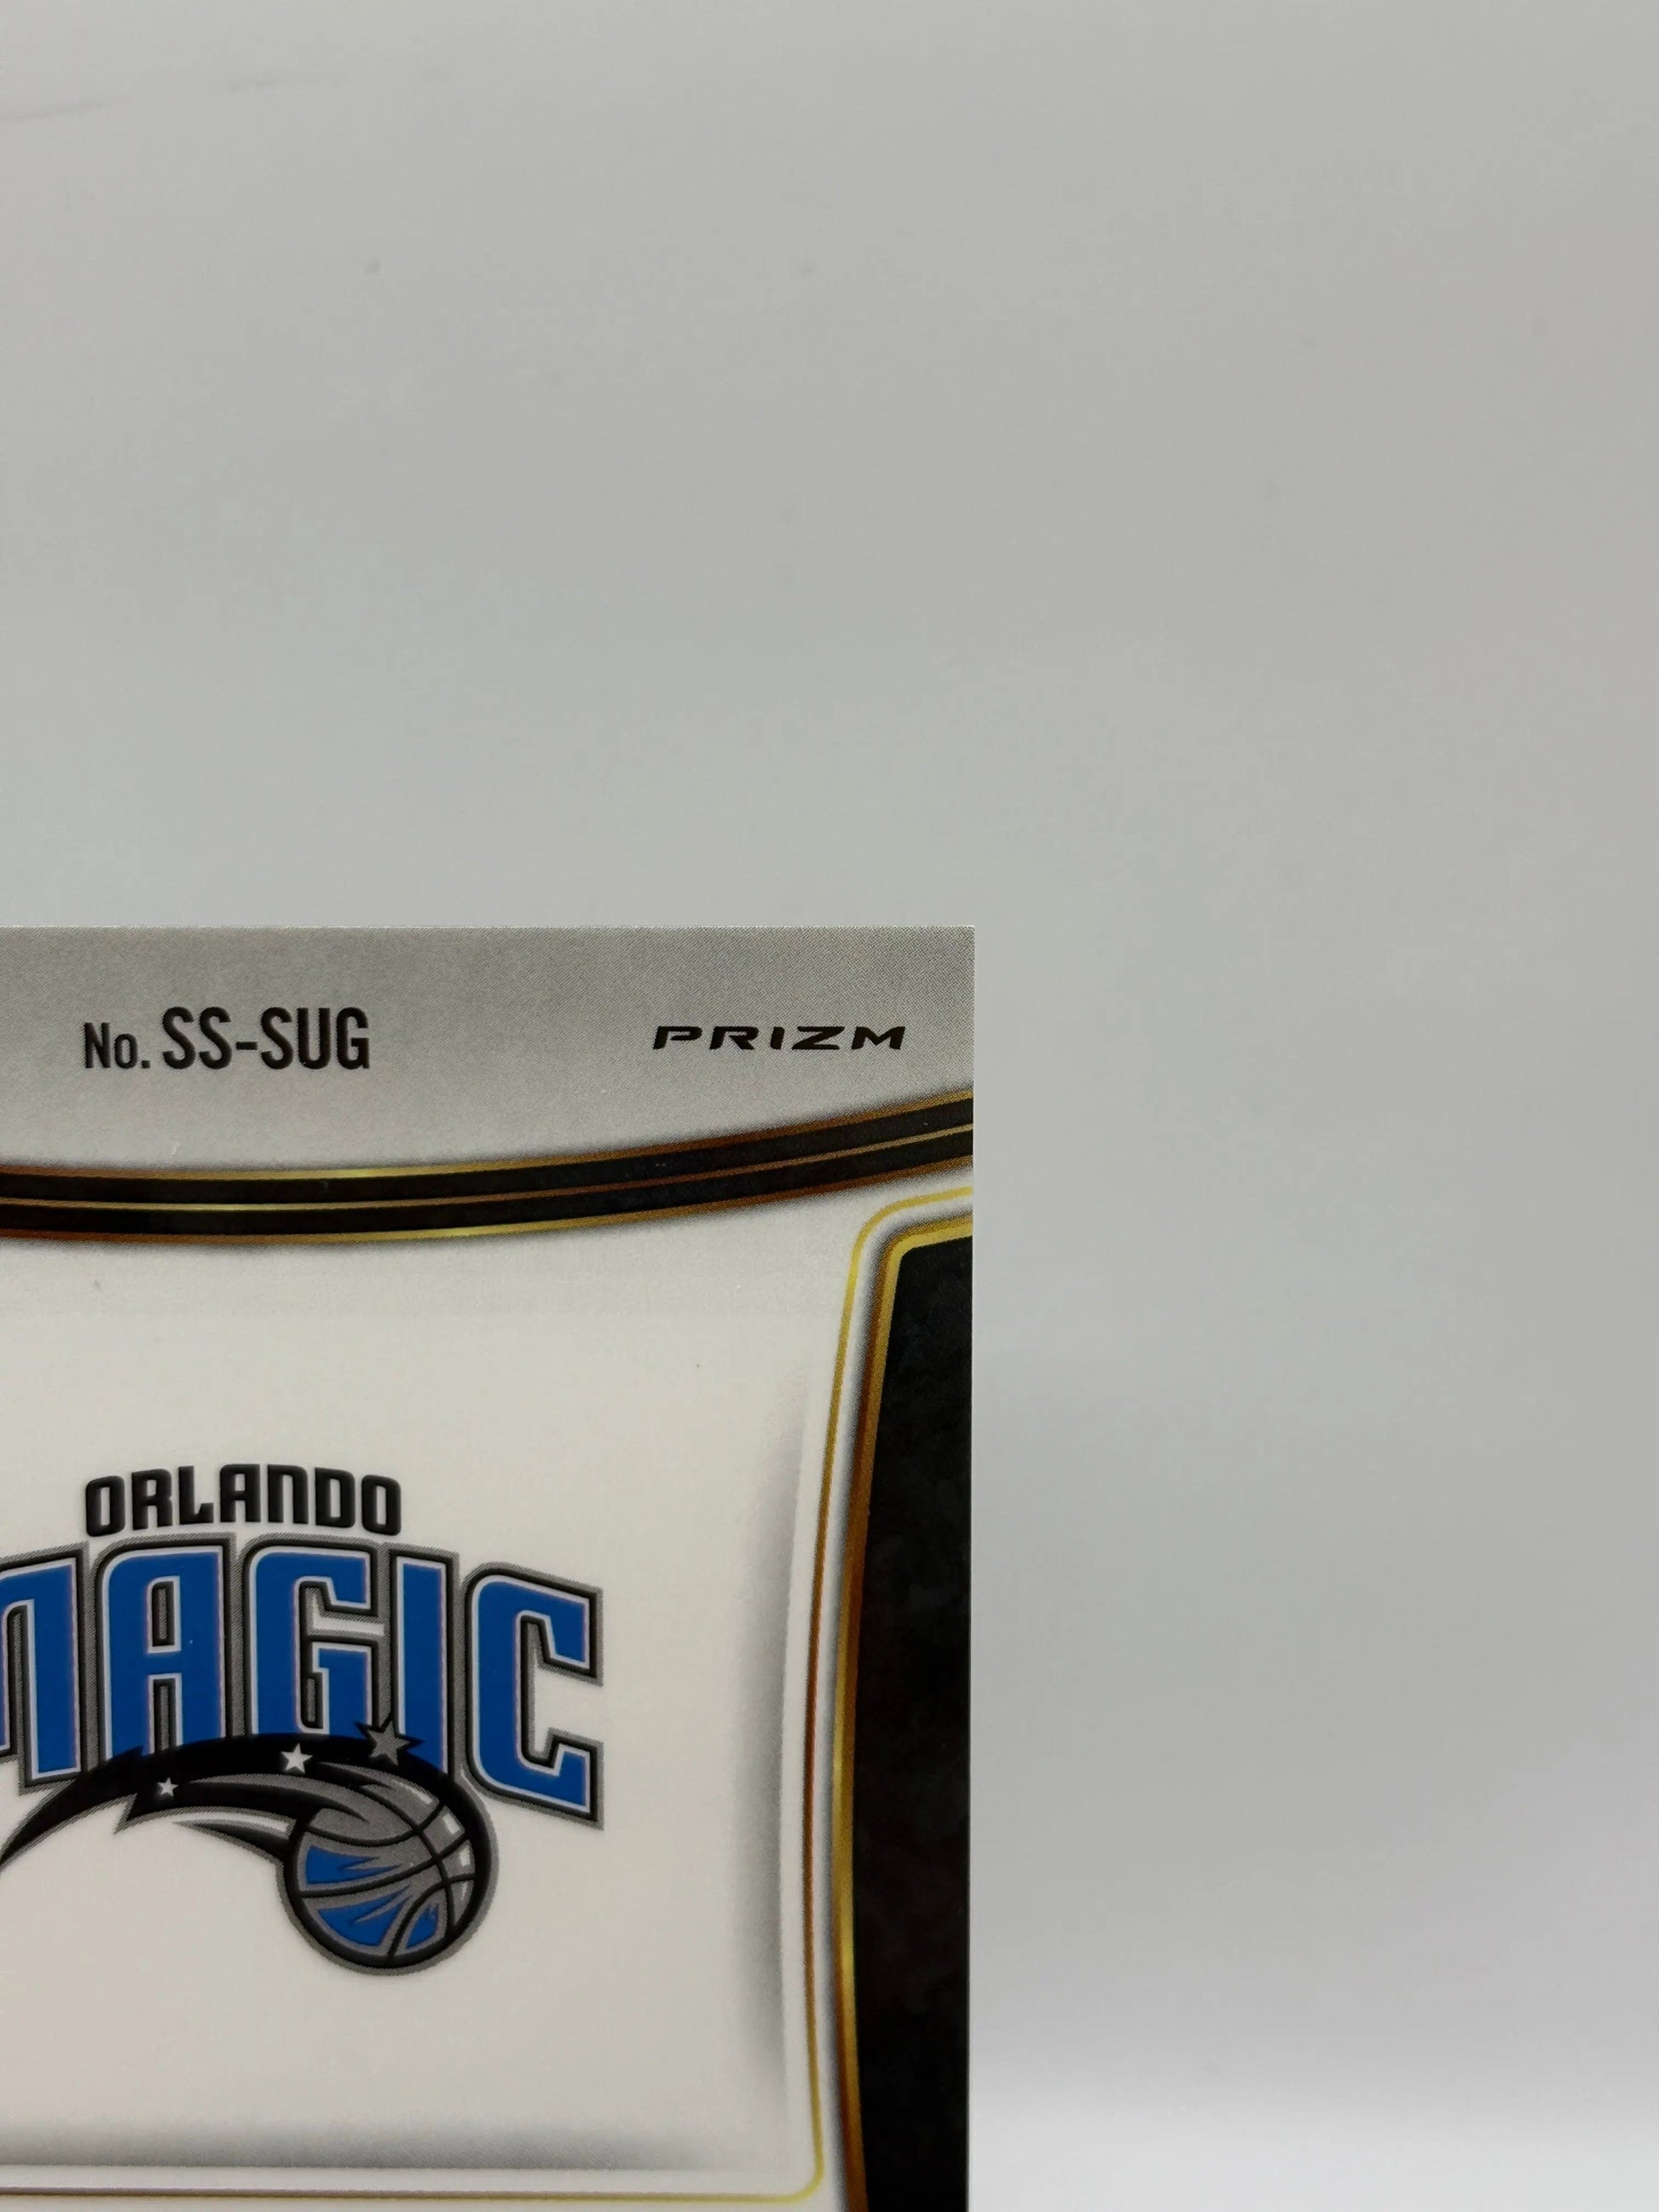 No. SS-SUG PRIZM
ORLANDO
MAGIC